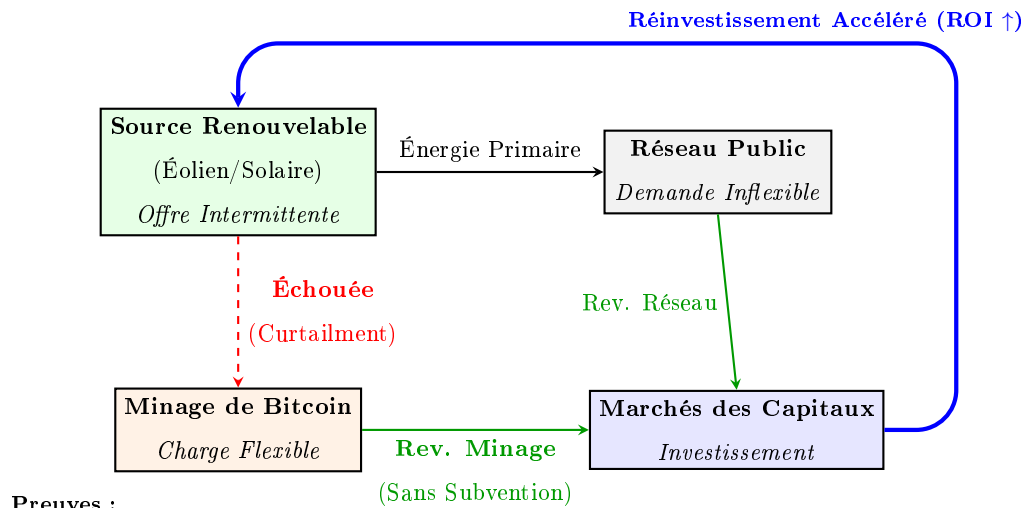 Réinvestissement Accéléré (ROI ↑)
Source Renouvelable
(Éolien/Solaire)
Offre Intermittente
Énergie Primaire
Réseau Public
Demande Inflexible
Échouée
(Curtailment)
Rev. Réseau
Minage de Bitcoin
Charge Flexible
Rev. Minage
(Sans Subvention)
Marchés des Capitaux
Investissement
Preuves :